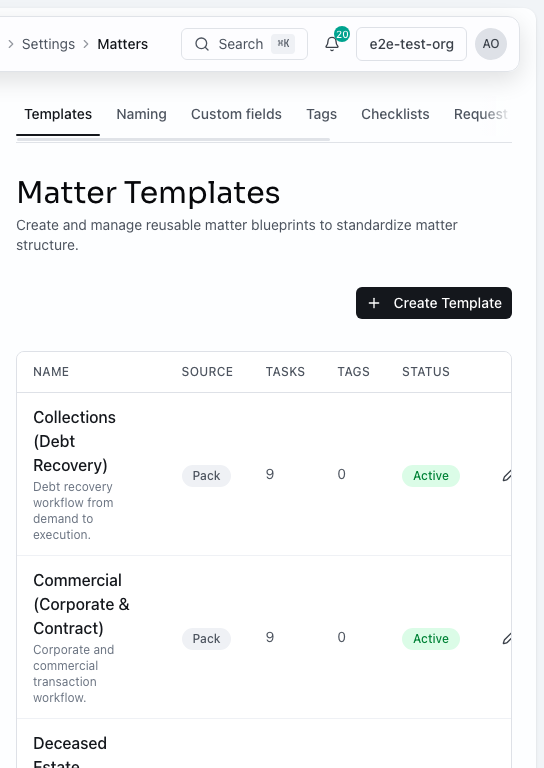 Settings Matters Search ⌘K 20 e2e-test-org AO
Templates Naming Custom fields Tags Checklists Request
Matter Templates
Create and manage reusable matter blueprints to standardize matter
structure.
Create Template
NAME SOURCE TASKS TAGS STATUS
Collections
(Debt
Recovery)
Debt recovery
workflow from
demand to
execution.
Pack 9 0 Active
Commercial
(Corporate &
Contract)
Corporate and
commercial
transaction
workflow.
Pack 9 0 Active
Deceased
Estate